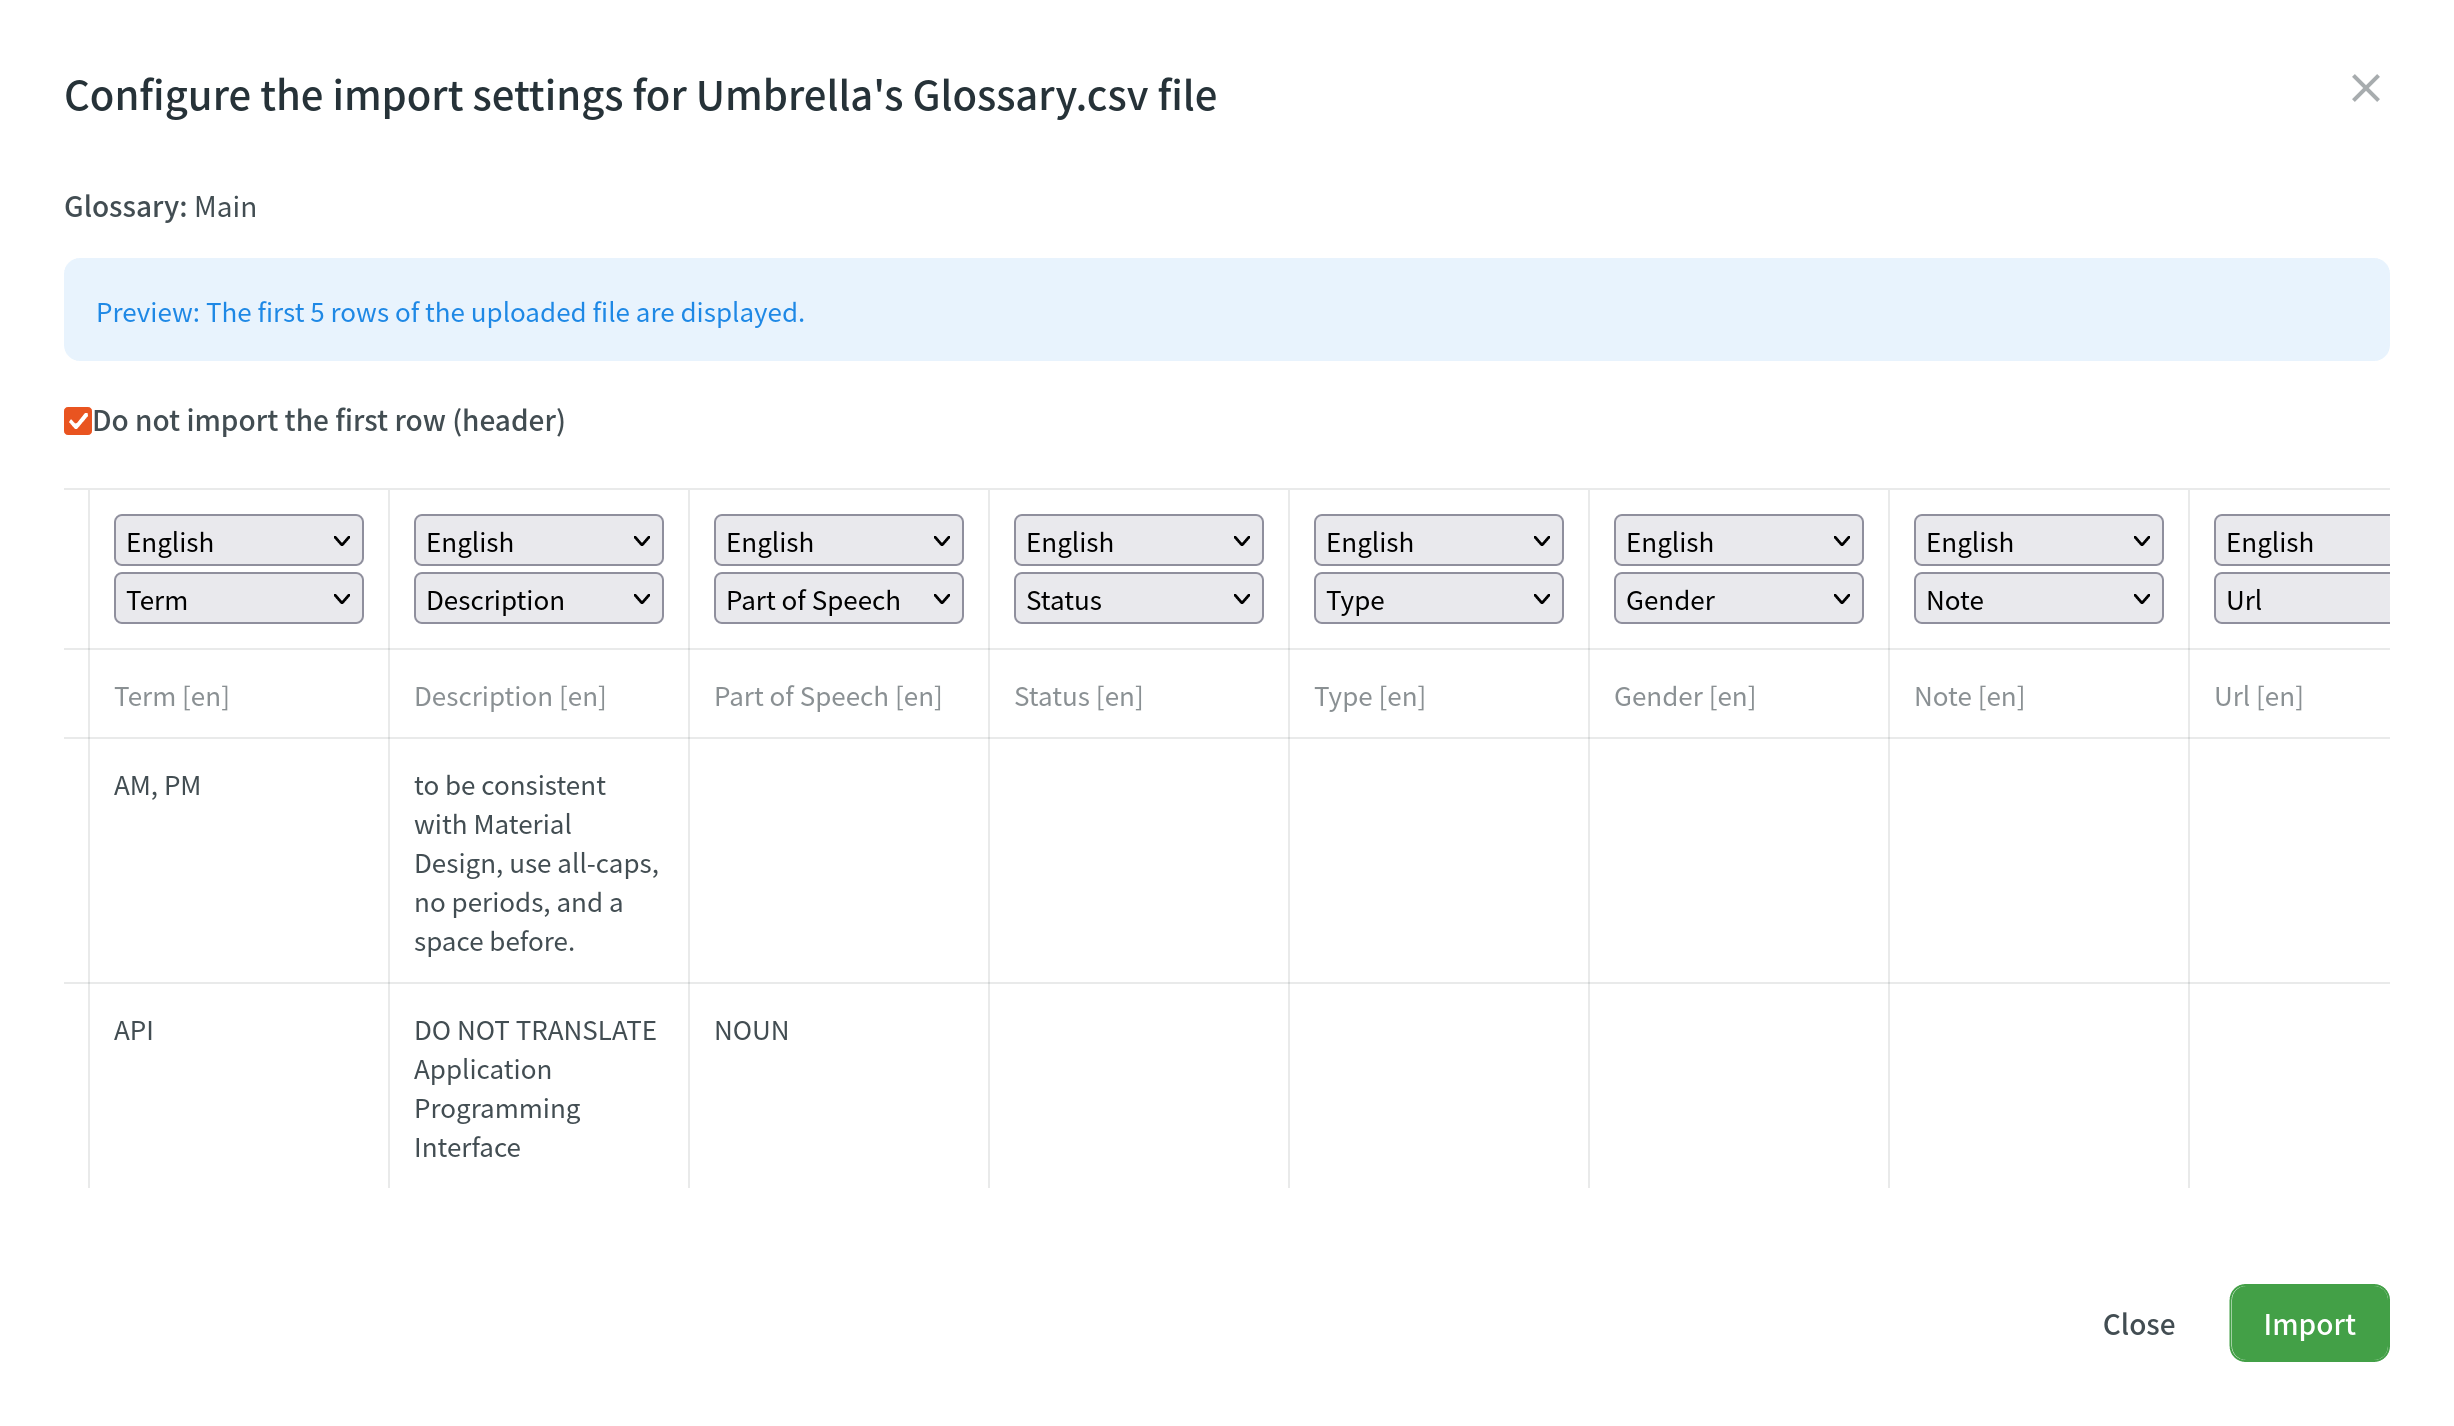 Configure the import settings for Umbrella's Glossary.csv file
Glossary: Main
Preview: The first 5 rows of the uploaded file are displayed.
Do not import the first row (header)
English English English English English English English English
Term Description Part of Speech Status Type Gender Note Url
Term [en] Description [en] Part of Speech [en] Status [en] Type [en] Gender [en] Note [en] Url [en]
AM, PM to be consistent
with Material
Design, use all-caps,
no periods, and a
space before.
API DO NOT TRANSLATE NOUN
Application
Programming
Interface
Close Import